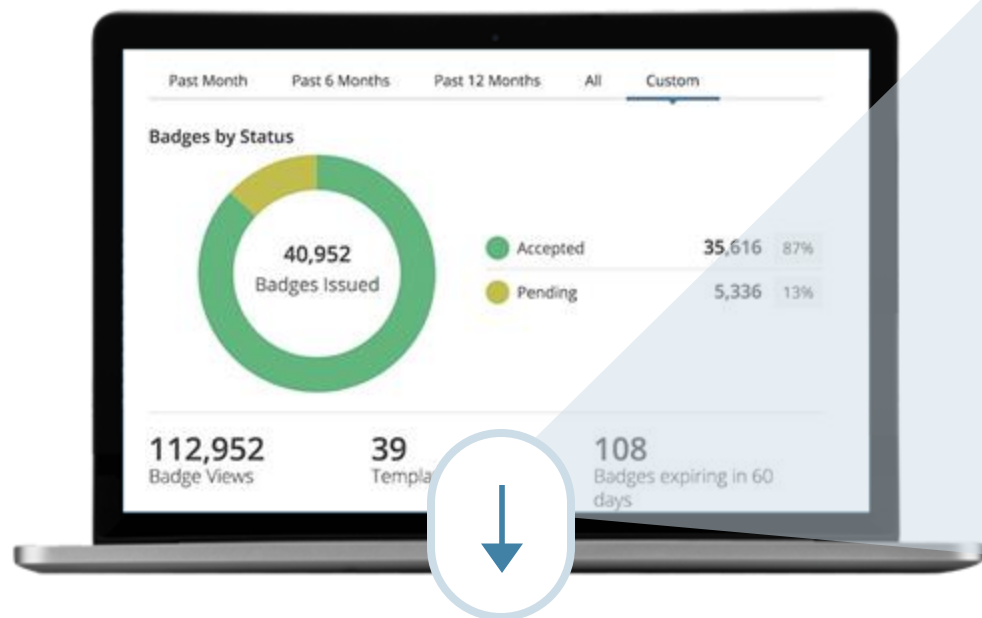 Past Month Past 6 Months Past 12 Months All Custom
Badges by Status
40,952
Badges Issued
Accepted 35,616 87%
Pending 5,336 13%
112,952 39 108
Badge Views Templa Badges expiring in 60
days